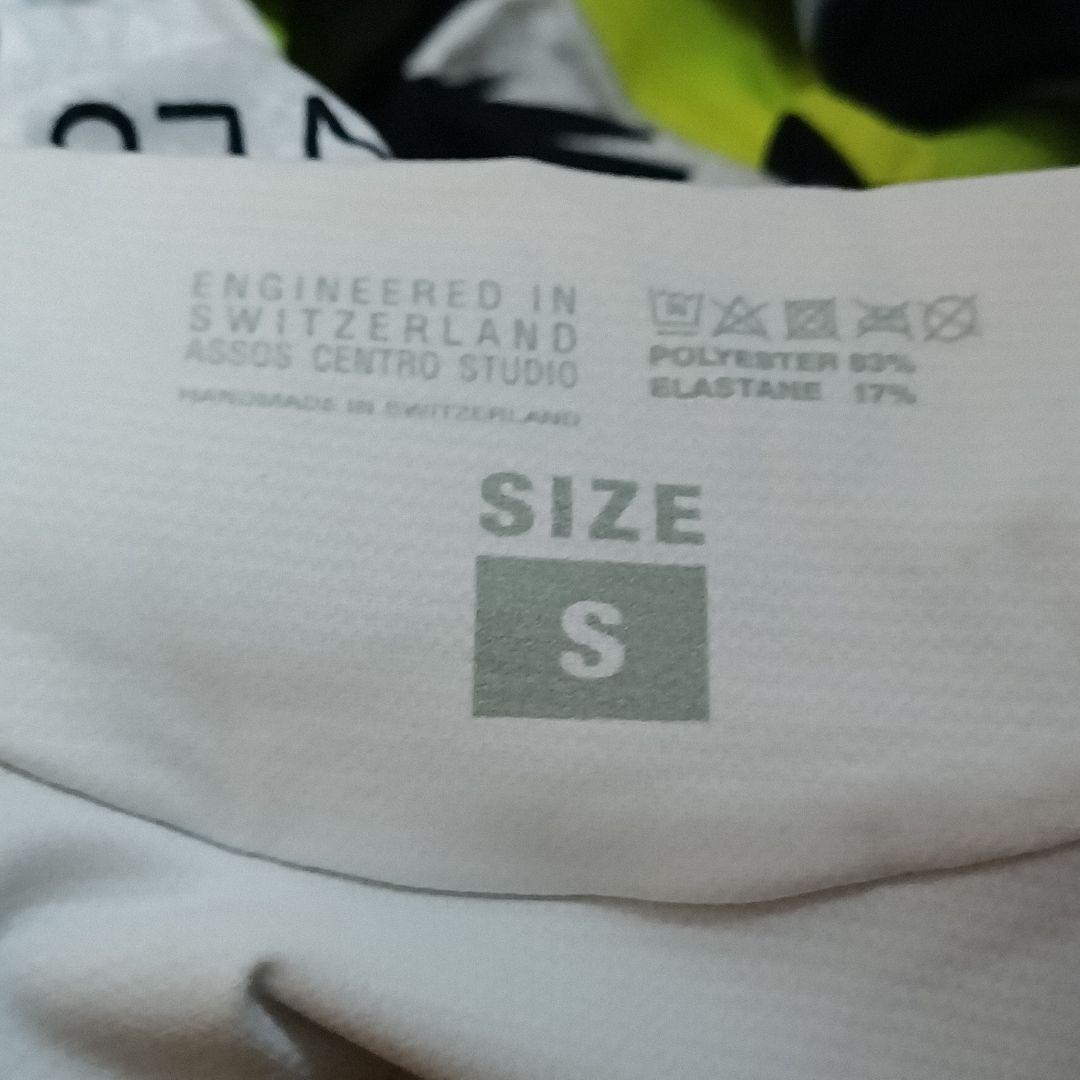 ENGINEERED IN
SWITZERLAND
ASSOS CENTRO STUDIO
HANDMADE IN SWITZERLAND
POLYESTER 83%
ELASTANE 17%
SIZE
S